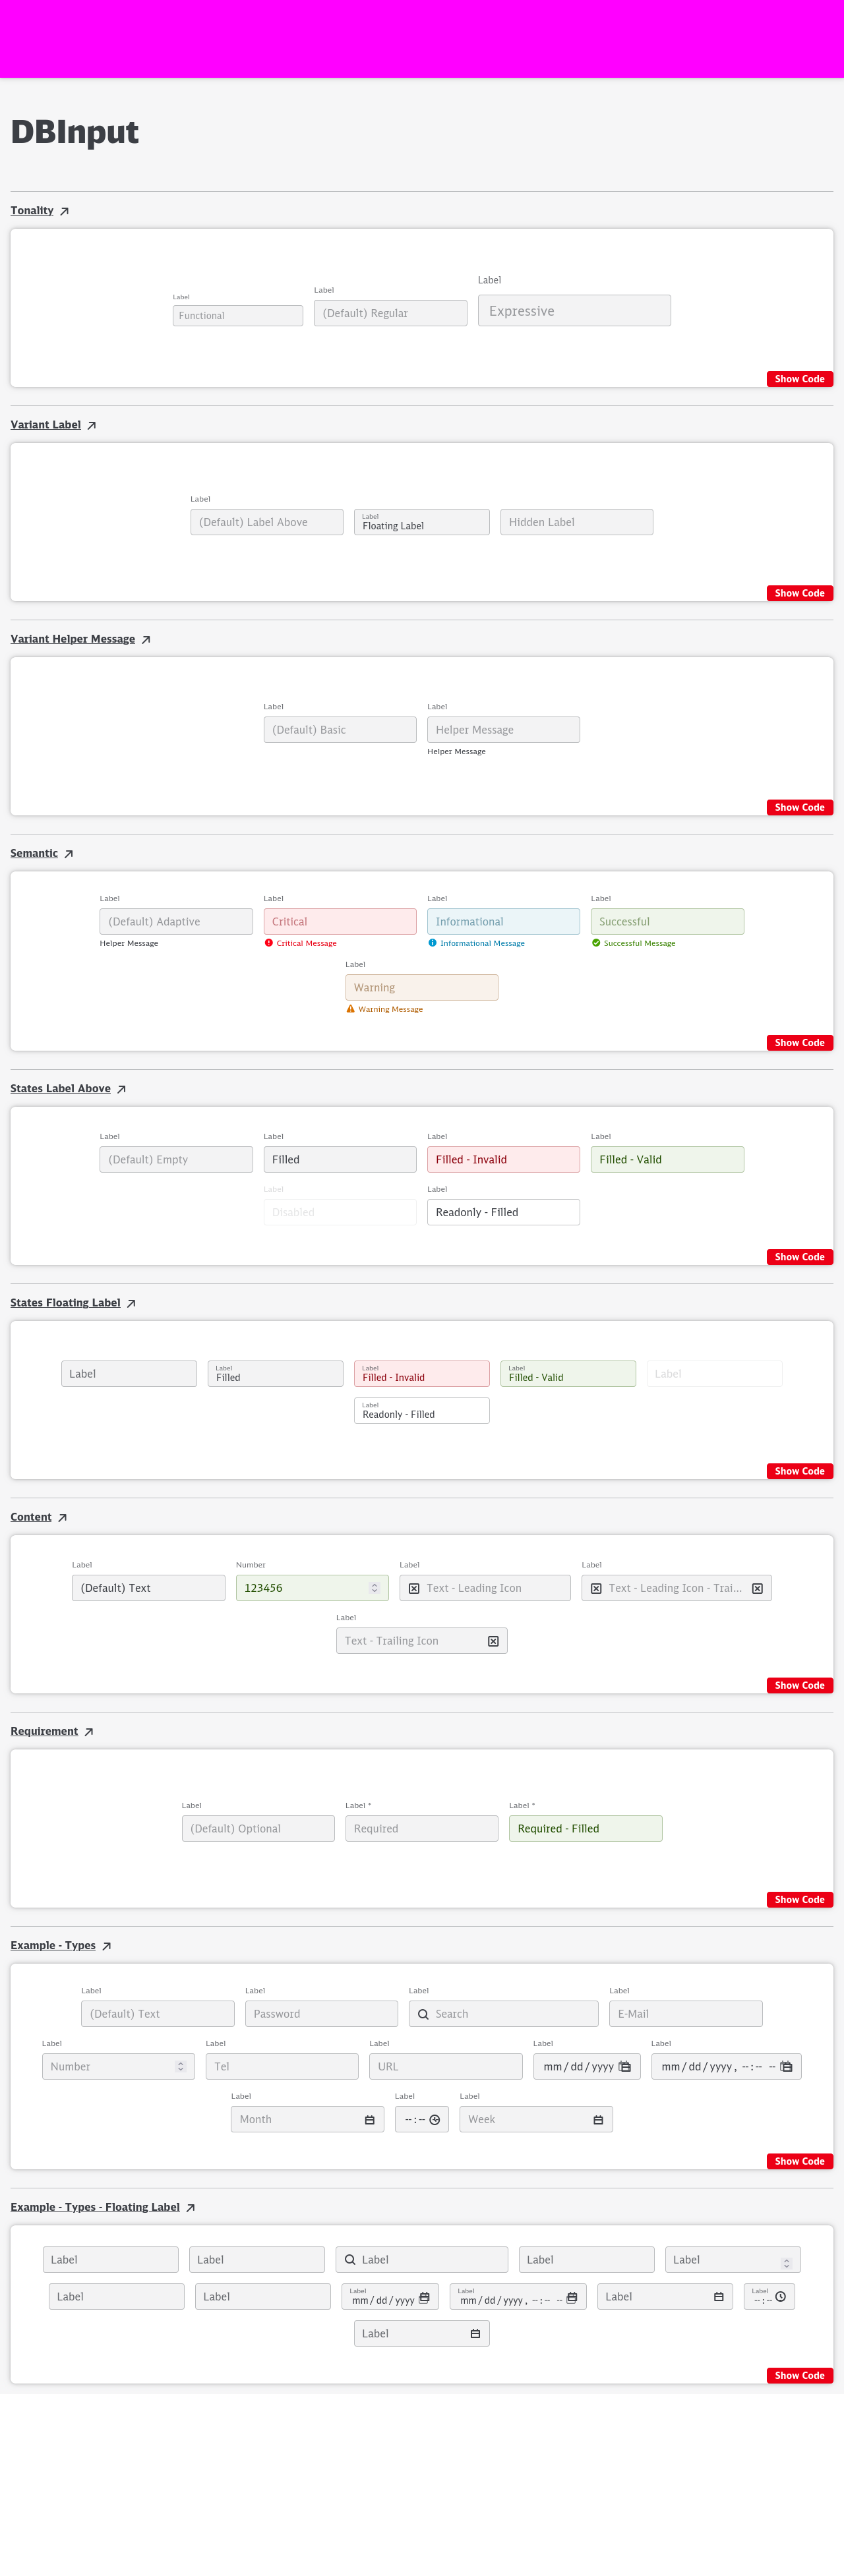 DBInput
Tonality
Label Label Label
Functional (Default) Regular Expressive
Show Code
Variant Label
Label
(Default) Label Above Label Floating Label Hidden Label
Show Code
Variant Helper Message
Label Label
(Default) Basic Helper Message
Helper Message
Show Code
Semantic
Label Label Label Label
(Default) Adaptive Critical Informational Successful
Helper Message Critical Message Informational Message Successful Message
Label
Warning
Warning Message
Show Code
States Label Above
Label Label Label Label
(Default) Empty Filled Filled - Invalid Filled - Valid
Label Label
Disabled Readonly - Filled
Show Code
States Floating Label
Label Label Label Label Label
Filled Filled - Invalid Filled - Valid
Label
Readonly - Filled
Show Code
Content
Label Number Label Label
(Default) Text 123456 Text - Leading Icon Text - Leading Icon - Trai...
Label
Text - Trailing Icon
Show Code
Requirement
Label Label * Label *
(Default) Optional Required Required - Filled
Show Code
Example - Types
Label Label Label Label
(Default) Text Password Search E-Mail
Label Label Label Label Label
Number Tel URL mm/dd/yyyy mm/dd/yyyy, --:-- --
Label Label Label
Month --:-- Week
Show Code
Example - Types - Floating Label
Label Label Label Label Label
Label Label Label Label Label Label
mm/dd/yyyy mm/dd/yyyy, --:-- -- --:--
Label
Show Code